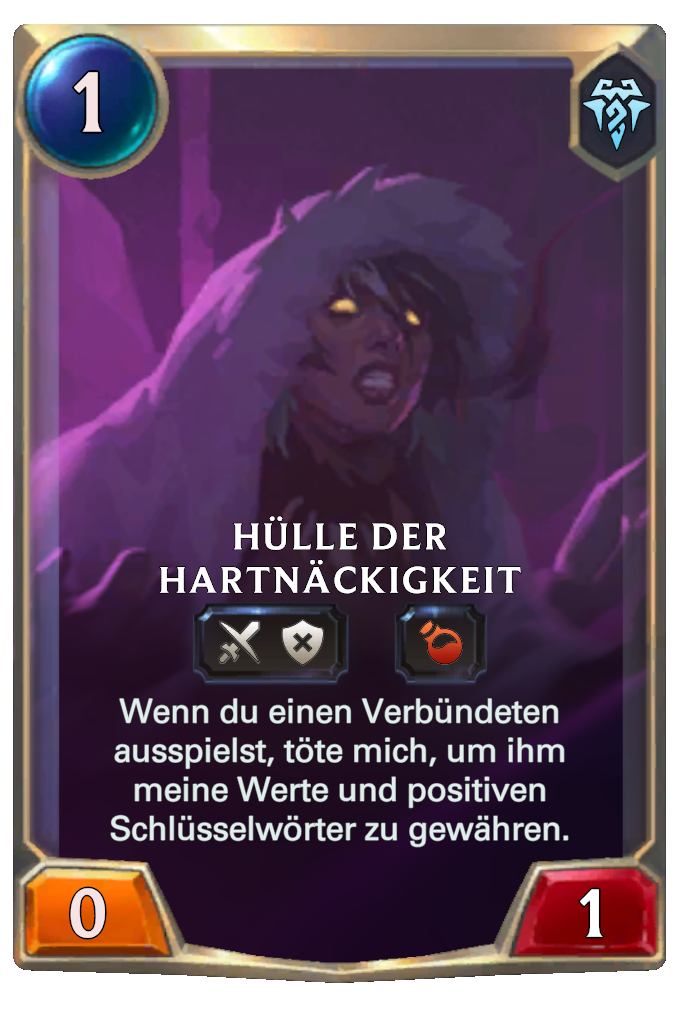 1
HÜLLE DER
HARTNÄCKIGKEIT
Wenn du einen Verbündeten
ausspielst, töte mich, um ihm
meine Werte und positiven
Schlüsselwörter zu gewähren.
0
1